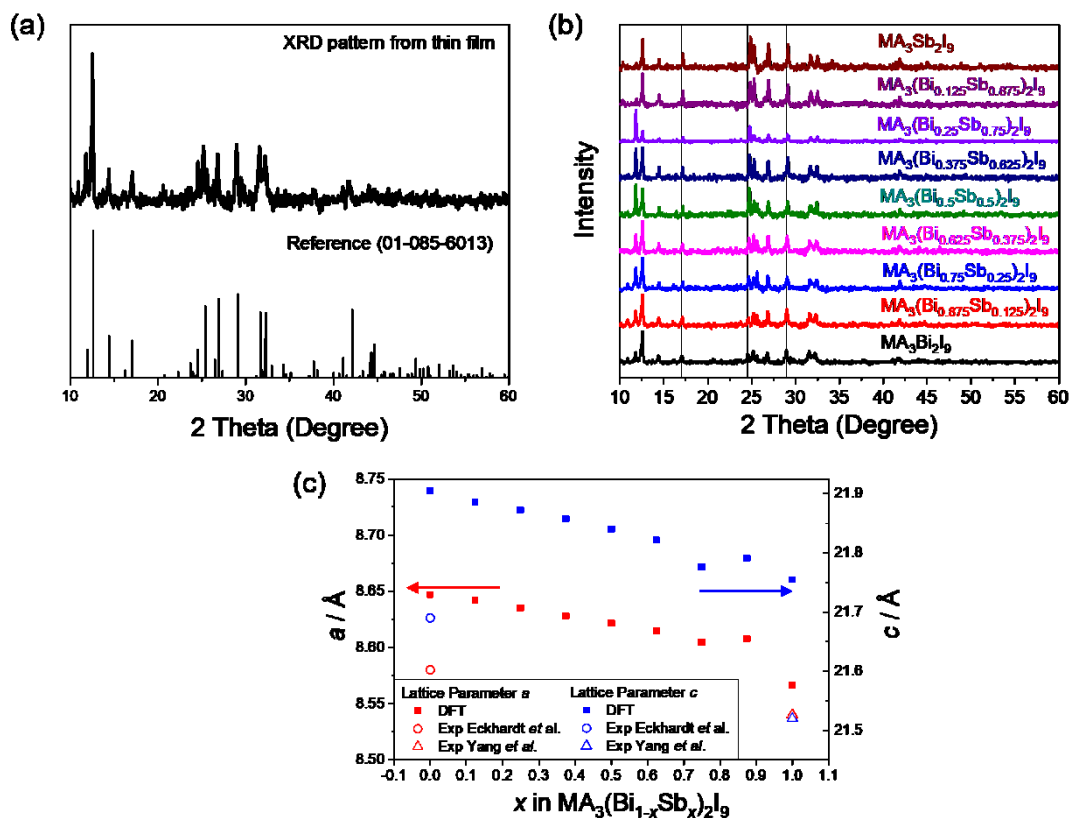 (a)
XRD pattern from thin film
Reference (01-085-6013)
10 20 30 40 50 60
2 Theta (Degree)
(b)
Intensity
MA₃Sb₂I₉
MA₃(Bi₀.₁₂₅Sb₀.₈₇₅)₂I₉
MA₃(Bi₀.₂₅Sb₀.₇₅)₂I₉
MA₃(Bi₀.₃₇₅Sb₀.₆₂₅)₂I₉
MA₃(Bi₀.₅Sb₀.₅)₂I₉
MA₃(Bi₀.₆₂₅Sb₀.₃₇₅)₂I₉
MA₃(Bi₀.₇₅Sb₀.₂₅)₂I₉
MA₃(Bi₀.₈₇₅Sb₀.₁₂₅)₂I₉
MA₃Bi₂I₉
10 15 20 25 30 35 40 45 50 55 60
2 Theta (Degree)
(c)
a / Å
8.75
8.70
8.65
8.60
8.55
8.50
c / Å
21.9
21.8
21.7
21.6
21.5
Lattice Parameter a
DFT
Exp Eckhardt et al.
Exp Yang et al.
Lattice Parameter c
DFT
Exp Eckhardt et al.
Exp Yang et al.
-0.1 0.0 0.1 0.2 0.3 0.4 0.5 0.6 0.7 0.8 0.9 1.0 1.1
x in MA₃(Bi₁₋ₓSbₓ)₂I₉